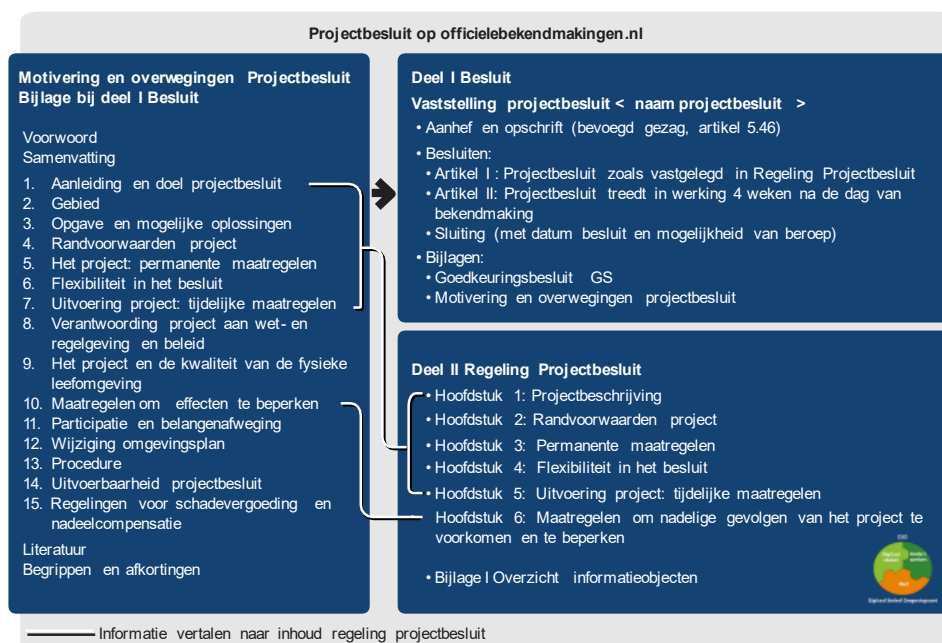 Projectbesluit op officielebekendmakingen.nl
Motivering en overwegingen Projectbesluit
Bijlage bij deel I Besluit
Voorwoord
Samenvatting
1. Aanleiding en doel projectbesluit
2. Gebied
3. Opgave en mogelijke oplossingen
4. Randvoorwaarden project
5. Het project: permanente maatregelen
6. Flexibiliteit in het besluit
7. Uitvoering project: tijdelijke maatregelen
8. Verantwoording project aan wet- en
regelgeving en beleid
9. Het project en de kwaliteit van de fysieke
leefomgeving
10. Maatregelen om effecten te beperken
11. Participatie en belangenafweging
12. Wijziging omgevingsplan
13. Procedure
14. Uitvoerbaarheid projectbesluit
15. Regelingen voor schadevergoeding en
nadeelcompensatie
Literatuur
Begrippen en afkortingen
Deel I Besluit
Vaststelling projectbesluit < naam projectbesluit >
• Aanhef en opschrift (bevoegd gezag, artikel 5.46)
• Besluiten:
• Artikel I : Projectbesluit zoals vastgelegd in Regeling Projectbesluit
• Artikel II: Projectbesluit treedt in werking 4 weken na de dag van
bekendmaking
• Sluiting (met datum besluit en mogelijkheid van beroep)
• Bijlagen:
• Goedkeuringsbesluit GS
• Motivering en overwegingen projectbesluit
Deel II Regeling Projectbesluit
• Hoofdstuk 1: Projectbeschrijving
• Hoofdstuk 2: Randvoorwaarden project
• Hoofdstuk 3: Permanente maatregelen
• Hoofdstuk 4: Flexibiliteit in het besluit
• Hoofdstuk 5: Uitvoering project: tijdelijke maatregelen
Hoofdstuk 6: Maatregelen om nadelige gevolgen van het project te
voorkomen en te beperken
• Bijlage I Overzicht informatieobjecten
Informatie vertalen naar inhoud regeling projectbesluit